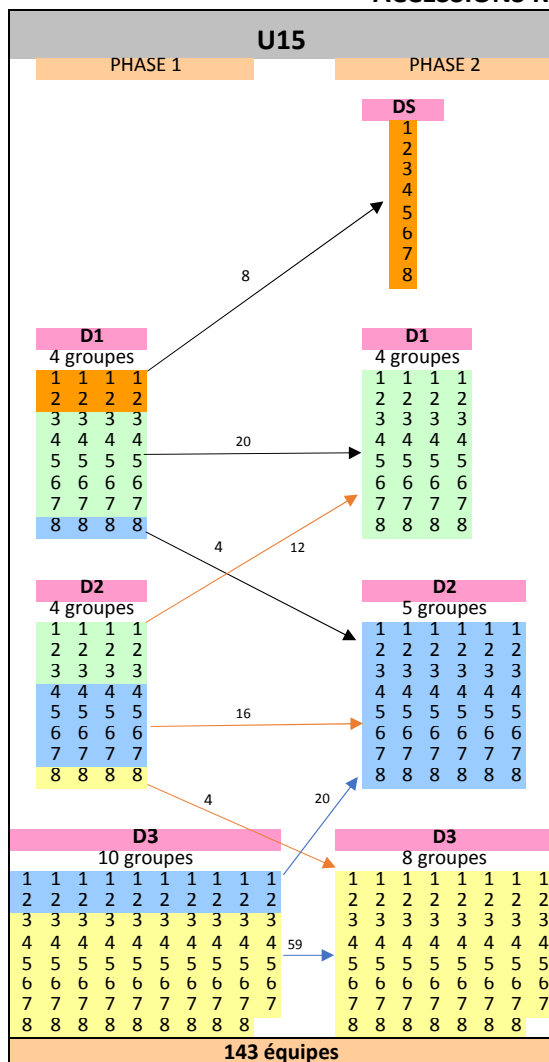 ACCESSIONS R
U15
PHASE 1 PHASE 2
DS
1
2
3
4
5
6
7
8
8
D1 D1
4 groupes 4 groupes
1 1 1 1 1 1 1 1
2 2 2 2 2 2 2 2
3 3 3 3 3 3 3 3
4 4 4 4 20 4 4 4 4
5 5 5 5 5 5 5 5
6 6 6 6 6 6 6 6
7 7 7 7 7 7 7 7
8 8 8 8 8 8 8 8
4 12
D2 D2
4 groupes 5 groupes
1 1 1 1 1 1 1 1 1 1
2 2 2 2 2 2 2 2 2 2
3 3 3 3 3 3 3 3 3 3
4 4 4 4 4 4 4 4 4 4
5 5 5 5 16 5 5 5 5 5 5
6 6 6 6 6 6 6 6 6 6
7 7 7 7 7 7 7 7 7 7
8 8 8 8 8 8 8 8 8 8
4 20
D3 D3
10 groupes 8 groupes
1 1 1 1 1 1 1 1 1 1 1 1 1 1 1 1 1 1
2 2 2 2 2 2 2 2 2 2 2 2 2 2 2 2 2 2
3 3 3 3 3 3 3 3 3 3 3 3 3 3 3 3 3 3
4 4 4 4 4 4 4 4 4 4 59 4 4 4 4 4 4 4 4
5 5 5 5 5 5 5 5 5 5 5 5 5 5 5 5 5 5
6 6 6 6 6 6 6 6 6 6 6 6 6 6 6 6 6 6
7 7 7 7 7 7 7 7 7 7 7 7 7 7 7 7 7 7
8 8 8 8 8 8 8 8 8 8 8 8 8 8 8 8
143 équipes